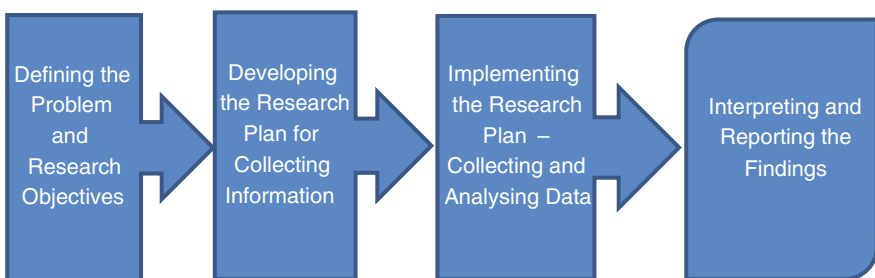 Defining the
Problem
and
Research
Objectives
Developing
the Research
Plan for
Collecting
Information
Implementing
the Research
Plan –
Collecting and
Analysing Data
Interpreting and
Reporting the
Findings